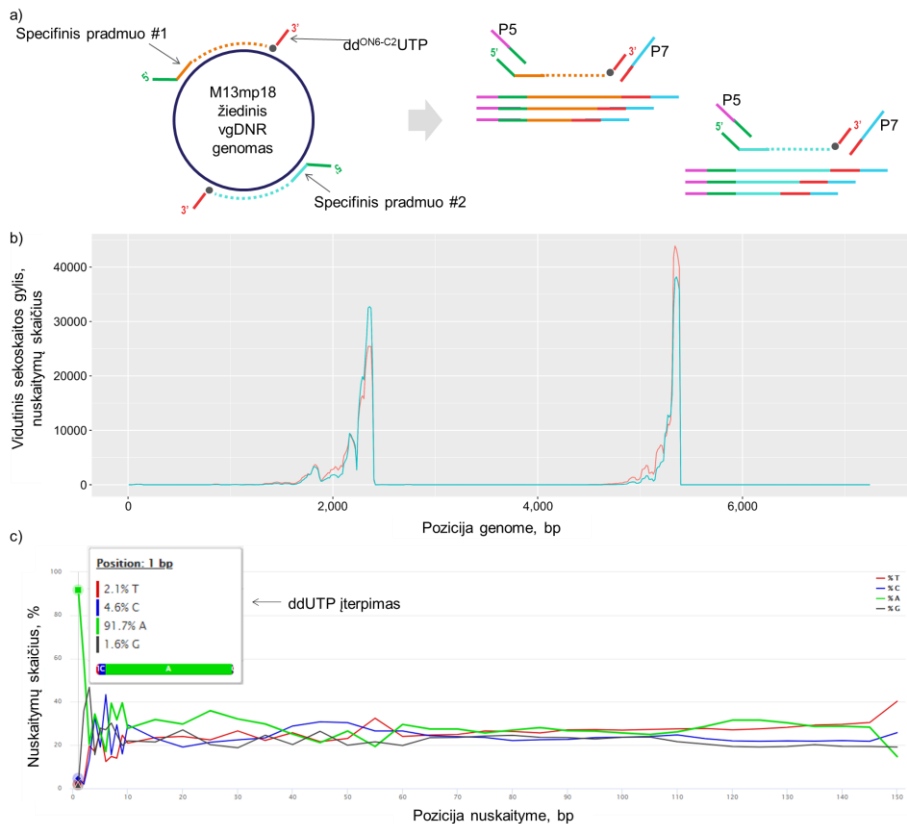 a)
Specifinis pradmuo #1
3'
dd^ON6-C2UTP
5'
M13mp18
žiedinis
vgDNR
genomas
5'
3'
Specifinis pradmuo #2
P5
5'
3'
P7
P5
5'
3'
P7
b)
Vidutinis sekoskaitos gylis,
nuskaitymų skaičius
40000
30000
20000
10000
0
0
2,000
4,000
6,000
Pozicija genome, bp
c)
Nuskaitymų skaičius, %
100
80
60
40
20
0
Position: 1 bp
2.1% T
4.6% C
91.7% A
1.6% G
C
A
ddUTP įterpimas
% T
% C
% A
% G
0
10
20
30
40
50
60
70
80
90
100
110
120
130
140
150
Pozicija nuskaityme, bp